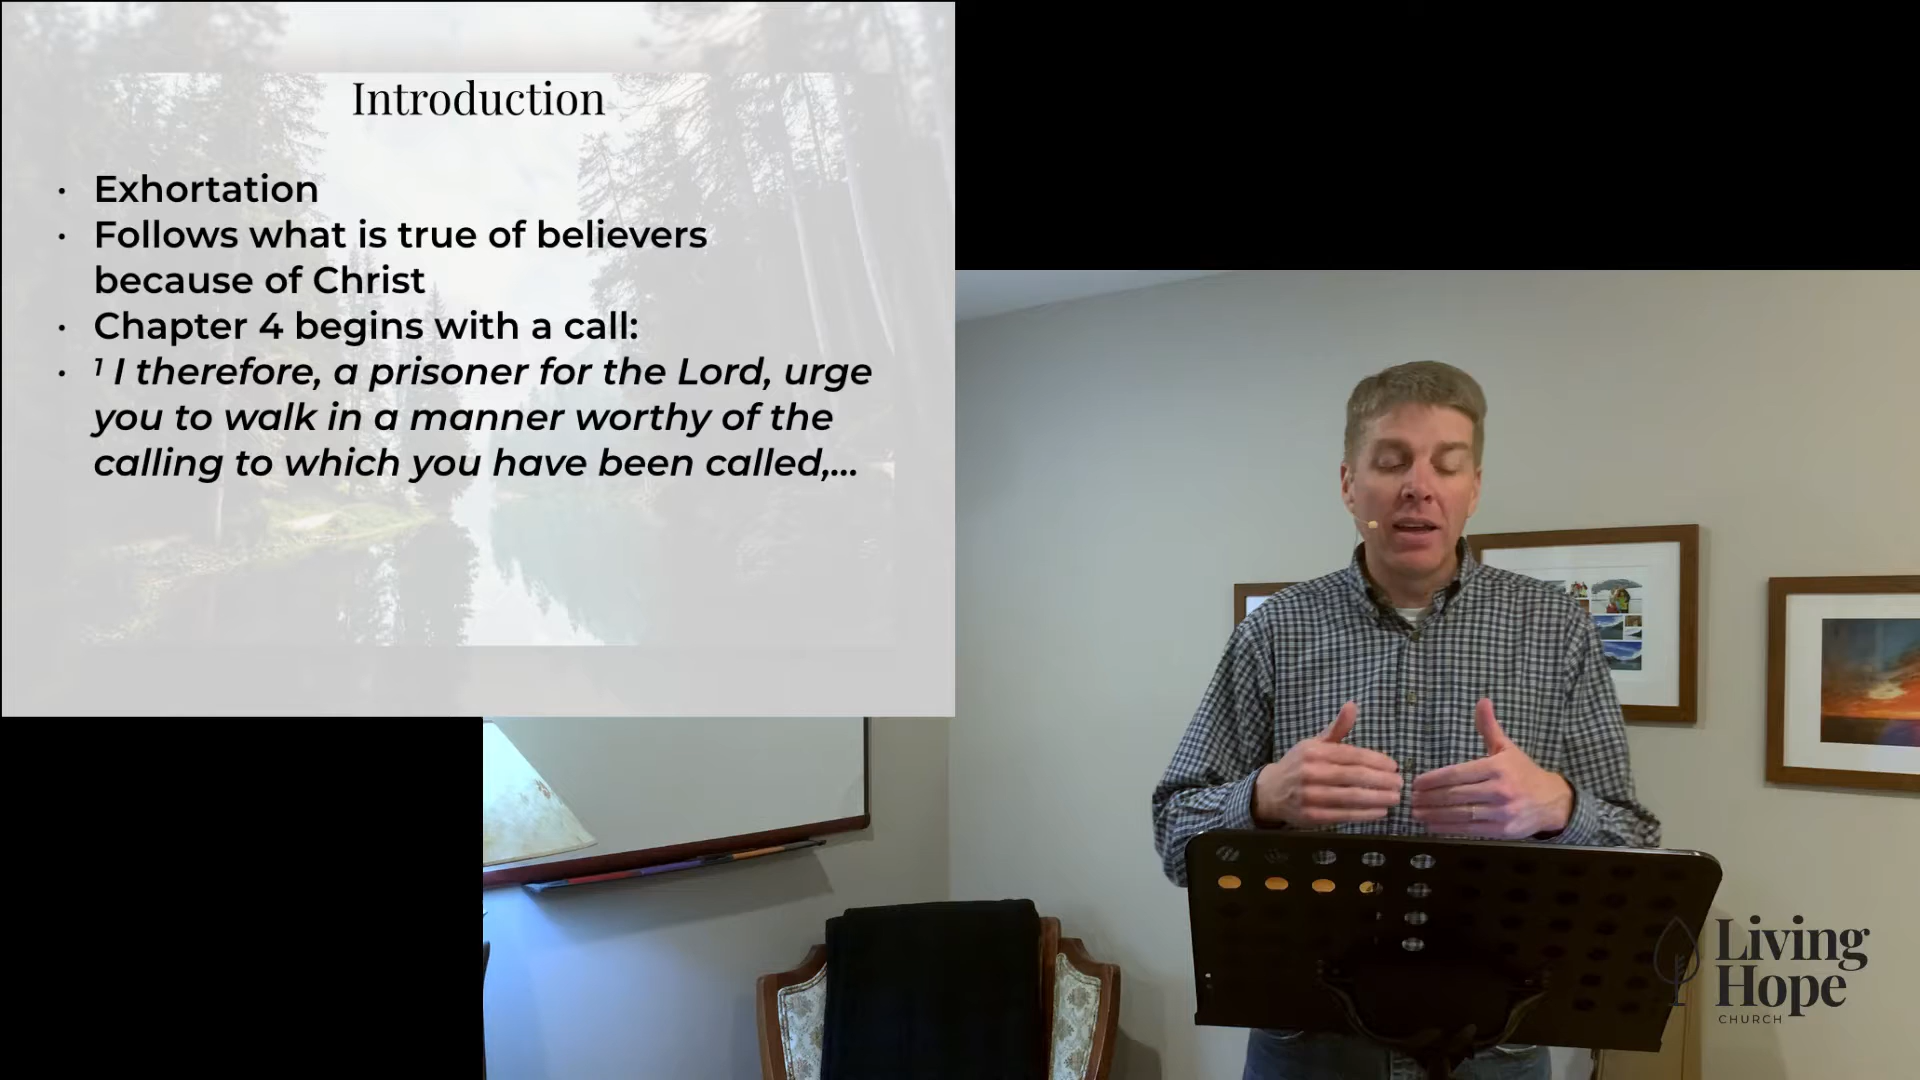 Introduction
• Exhortation
• Follows what is true of believers
because of Christ
• Chapter 4 begins with a call:
• ¹ I therefore, a prisoner for the Lord, urge
you to walk in a manner worthy of the
calling to which you have been called,...
Living
Hope
CHURCH